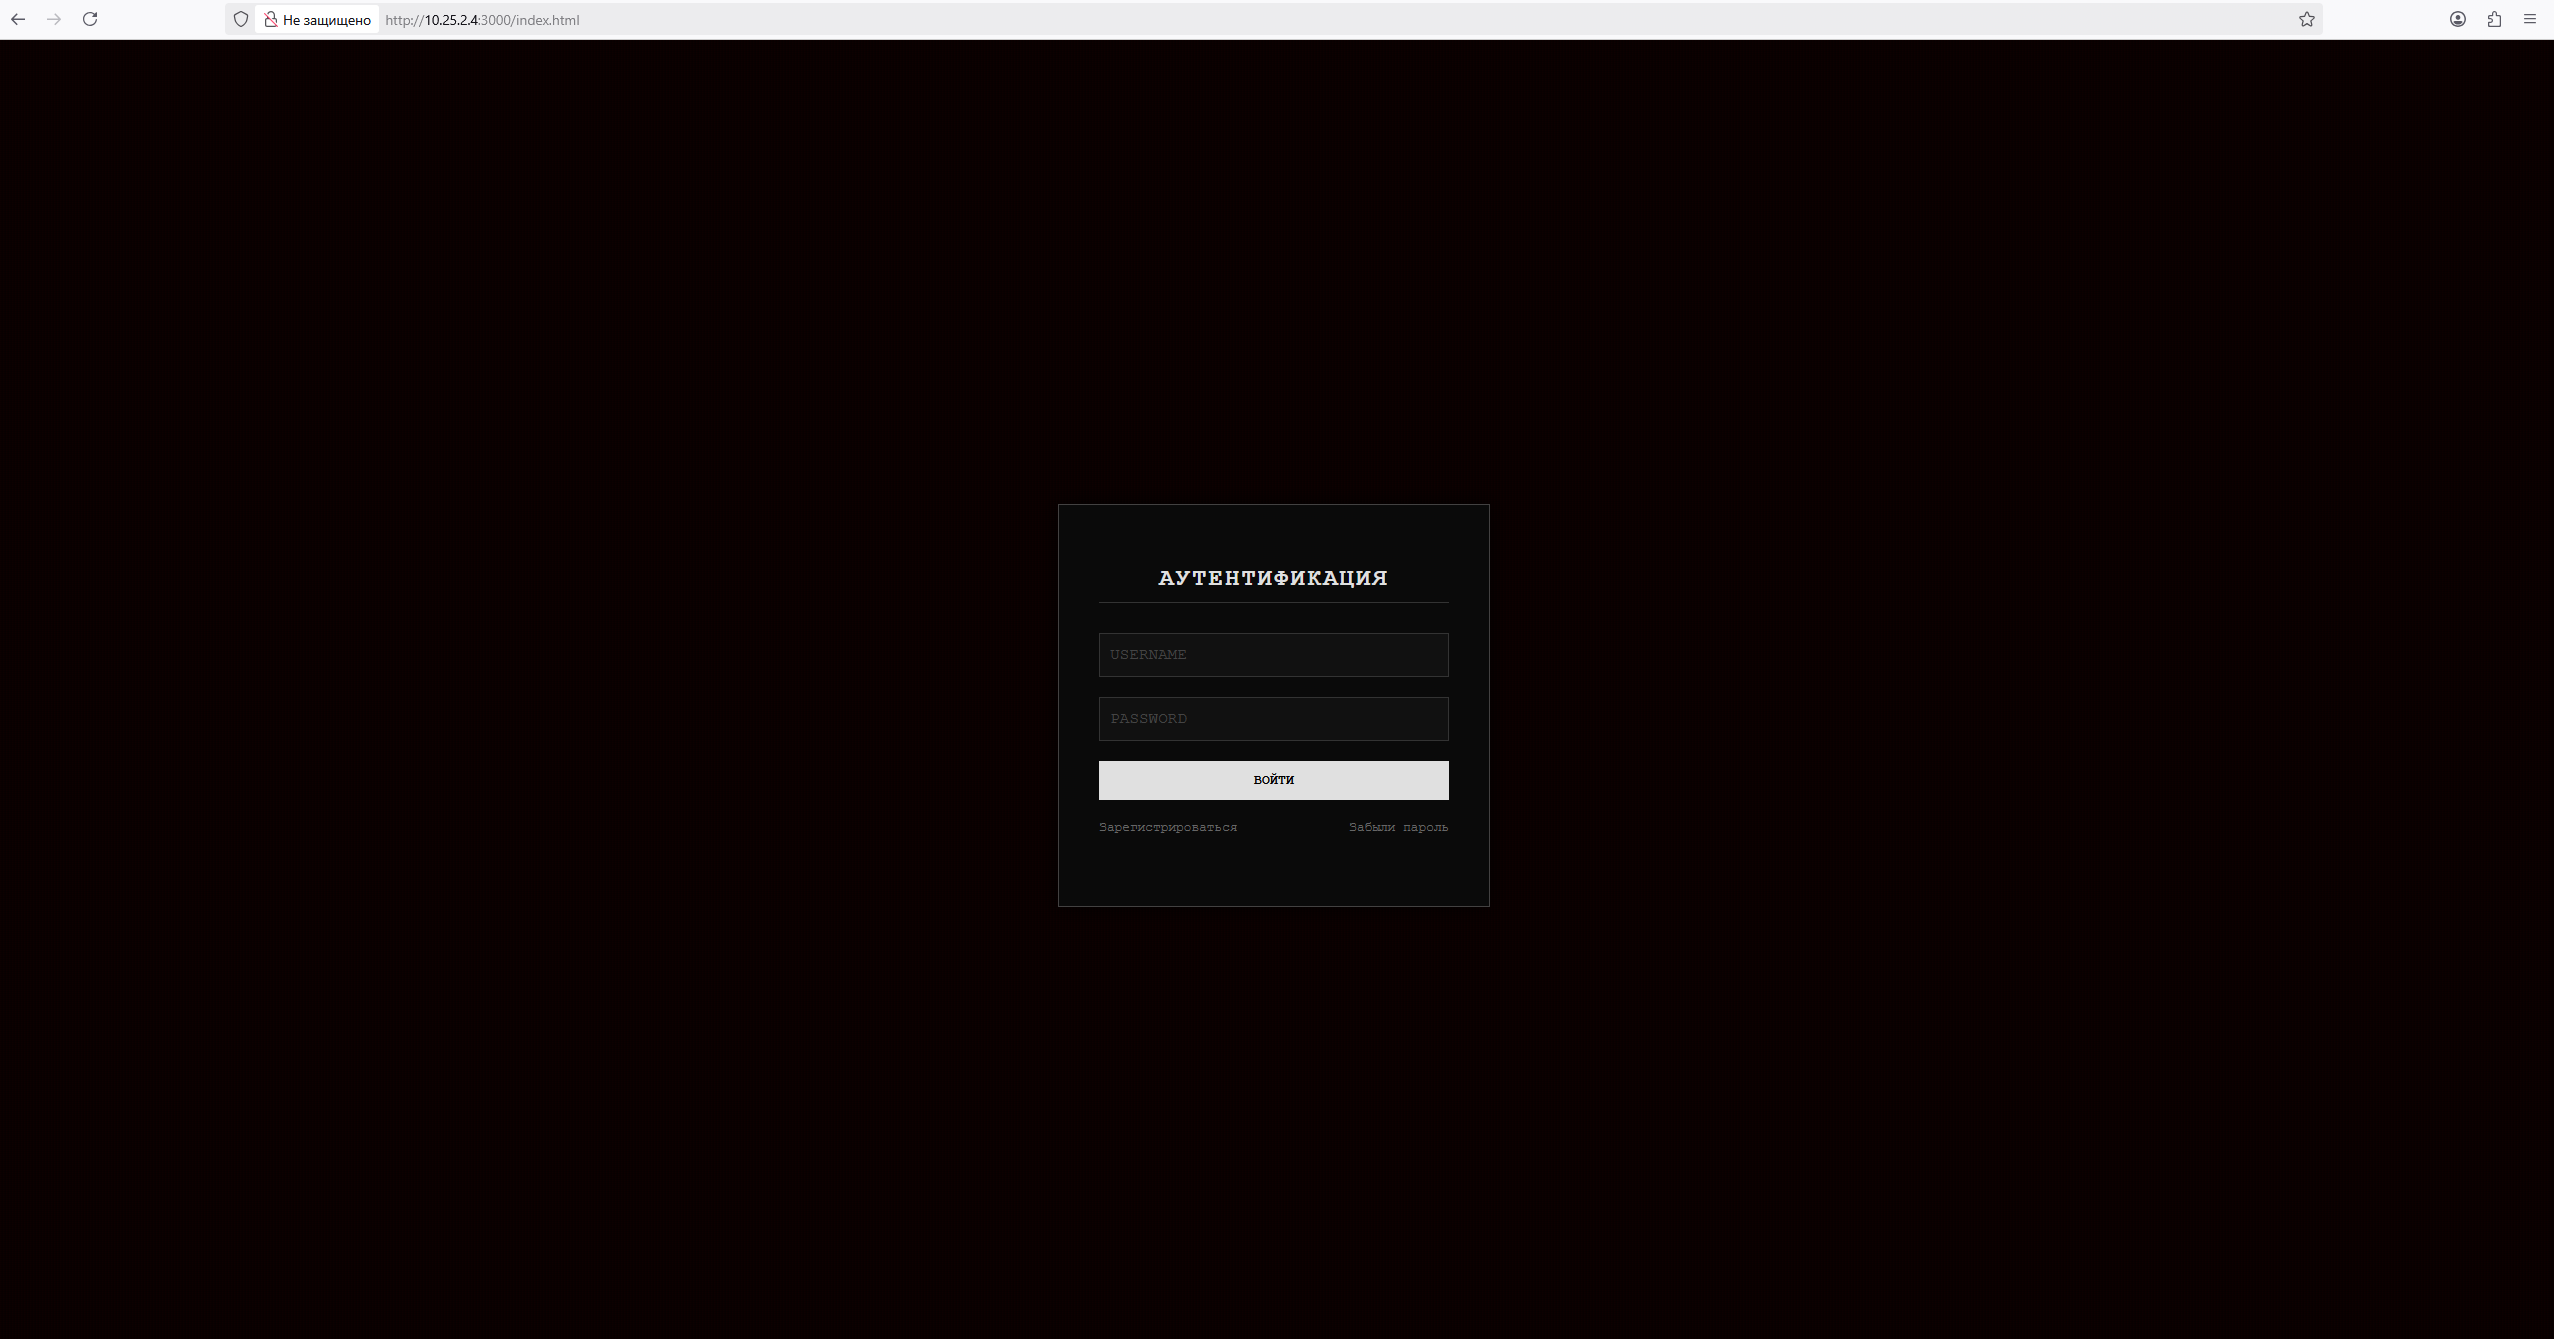 Не защищено http://10.25.2.4:3000/index.html
АУТЕНТИФИКАЦИЯ
USERNAME
PASSWORD
ВОЙТИ
Зарегистрироваться Забыли пароль